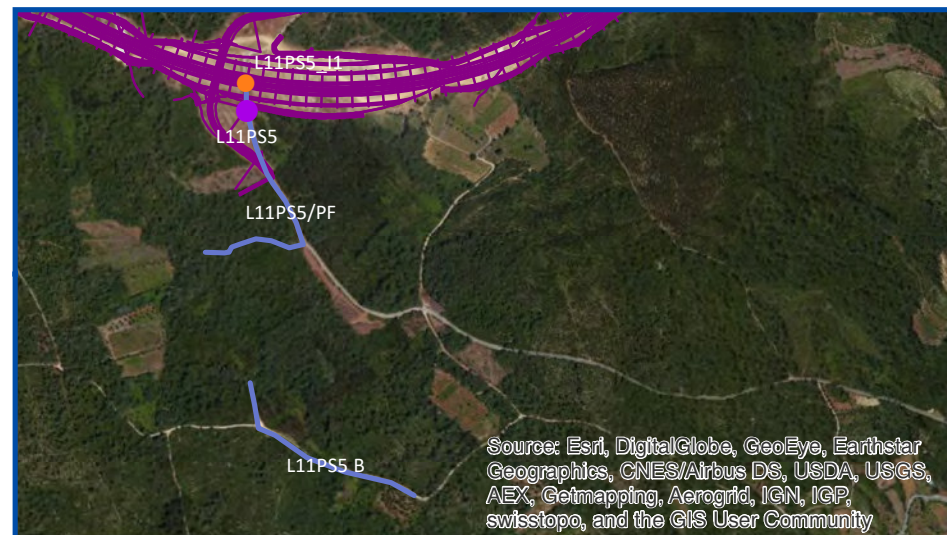 L11PS5_I1
L11PS5
L11PS5/PF
L11PS5 B
Source: Esri, DigitalGlobe, GeoEye, Earthstar
Geographics, CNES/Airbus DS, USDA, USGS,
AEX, Getmapping, Aerogrid, IGN, IGP,
swisstopo, and the GIS User Community